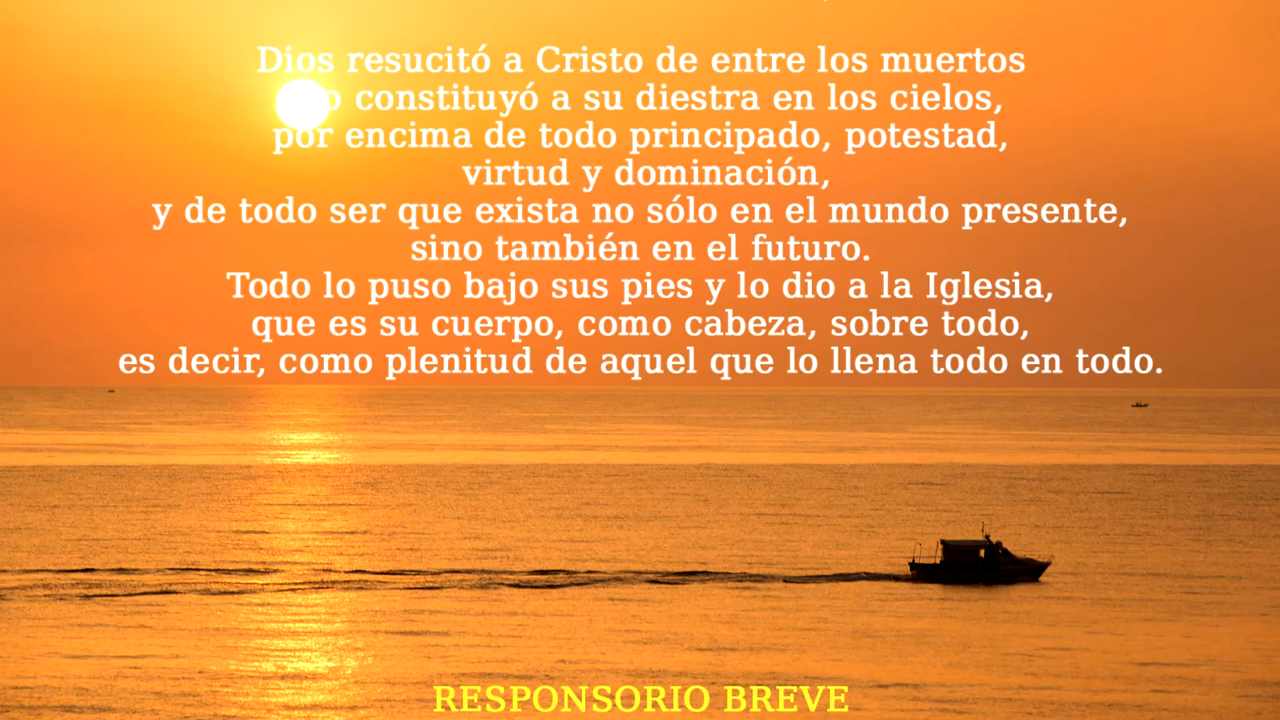 Dios resucitó a Cristo de entre los muertos
constituyó a su diestra en los cielos,
por encima de todo principado, potestad,
virtud y dominación,
y de todo ser que exista no sólo en el mundo presente,
sino también en el futuro.
Todo lo puso bajo sus pies y lo dio a la Iglesia,
que es su cuerpo, como cabeza, sobre todo,
es decir, como plenitud de aquel que lo llena todo en todo.
RESPONSORIO BREVE